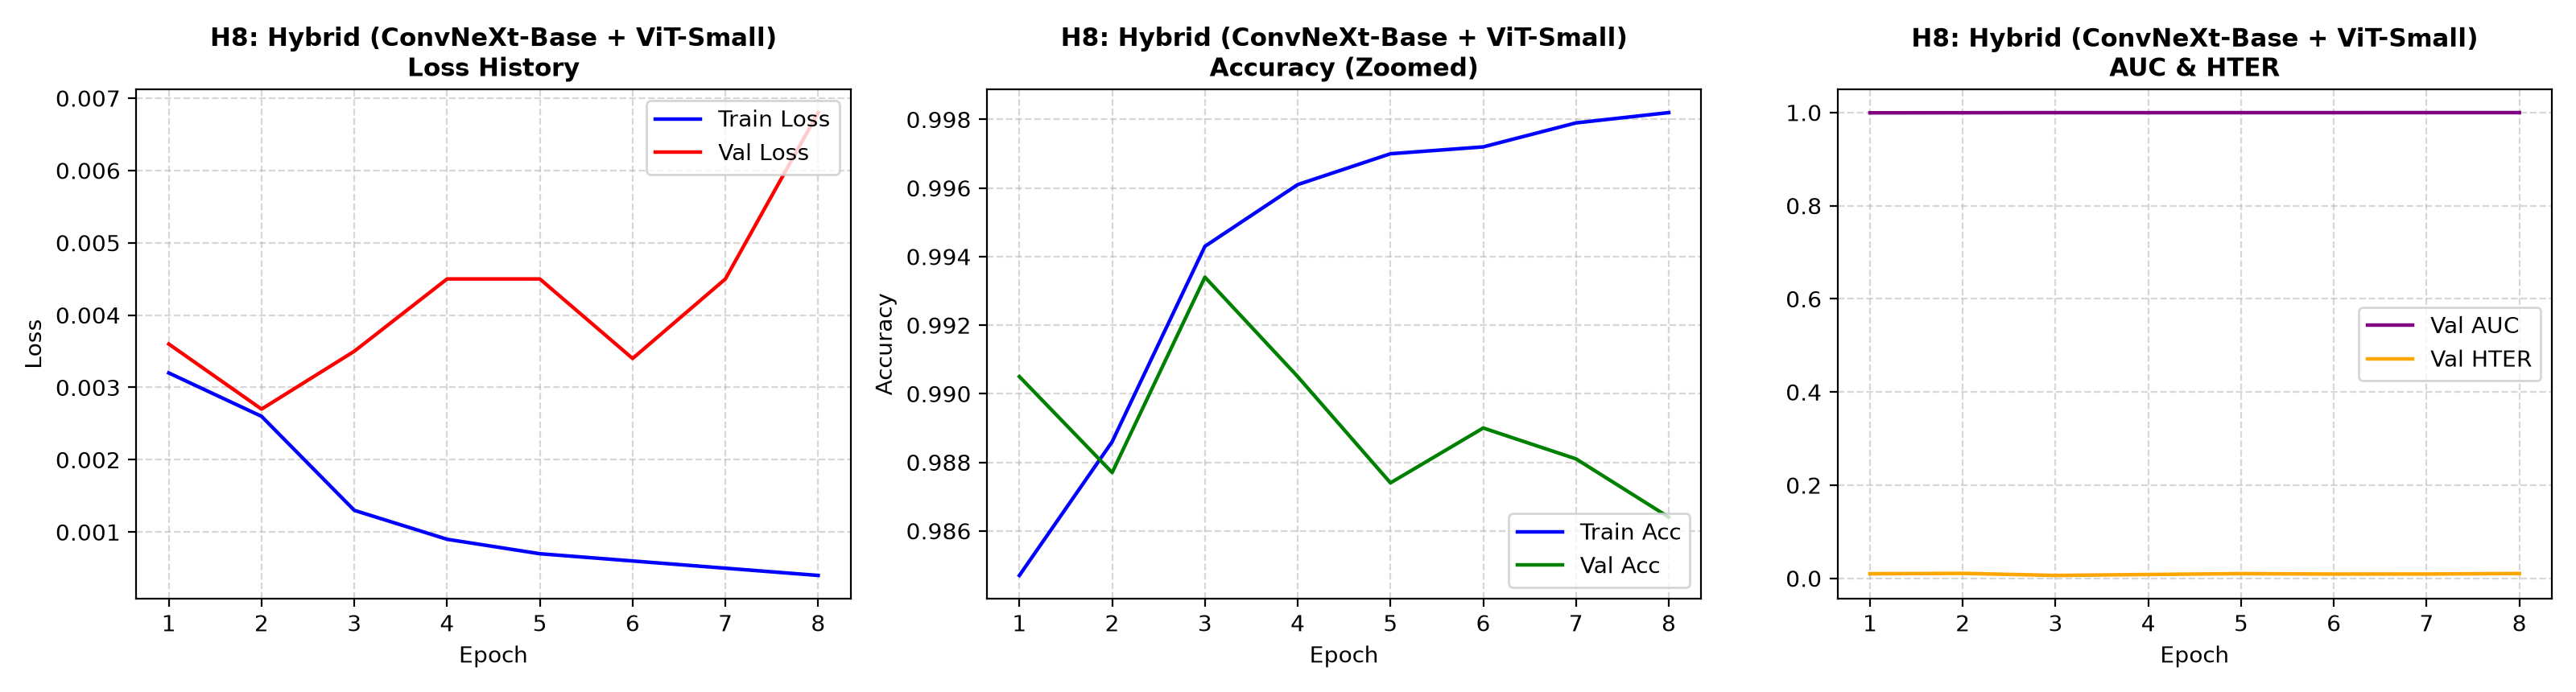 H8: Hybrid (ConvNeXt-Base + ViT-Small)
Loss History
0.007
0.006
0.005
0.004
0.003
0.002
0.001
Loss
1 2 3 4 5 6 7 8
Epoch
Train Loss
Val Loss
H8: Hybrid (ConvNeXt-Base + ViT-Small)
Accuracy (Zoomed)
0.998
0.996
0.994
0.992
0.990
0.988
0.986
Accuracy
1 2 3 4 5 6 7 8
Epoch
Train Acc
Val Acc
H8: Hybrid (ConvNeXt-Base + ViT-Small)
AUC & HTER
1.0
0.8
0.6
0.4
0.2
0.0
1 2 3 4 5 6 7 8
Epoch
Val AUC
Val HTER